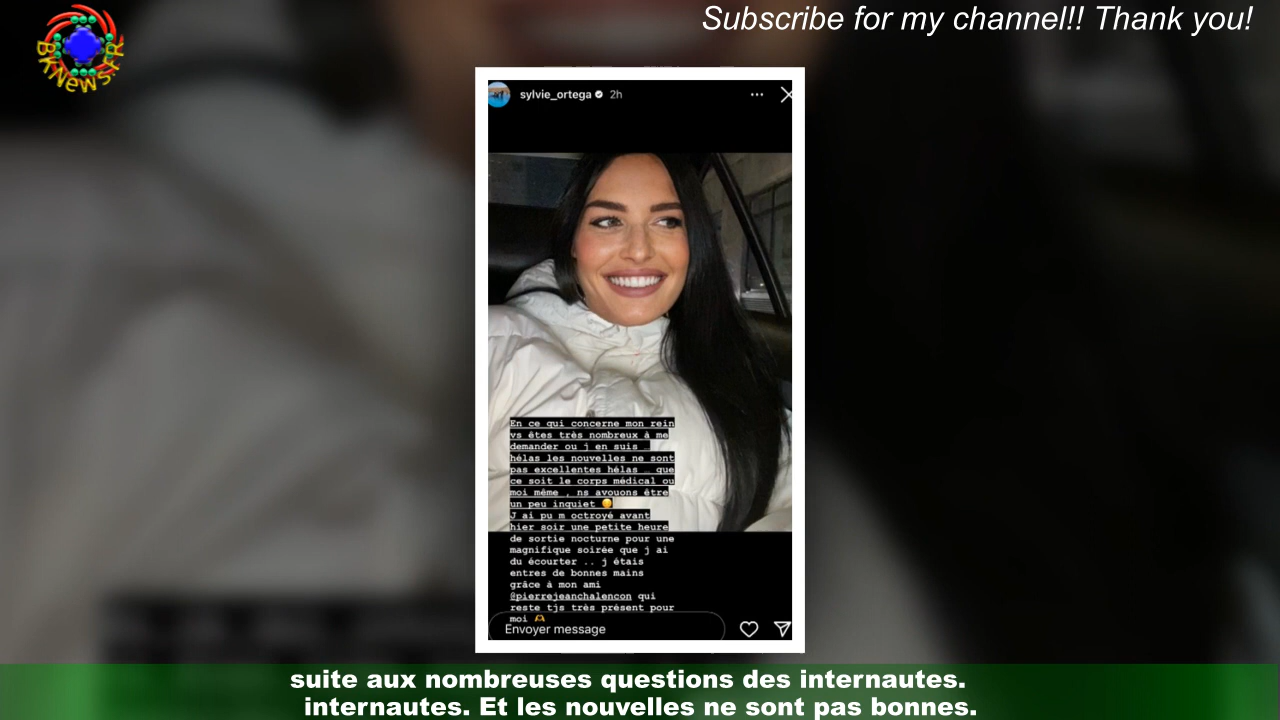 Subscribe for my channel!! Thank you!
BKNewsFR
sylvie_ortega 2h
En ce qui concerne mon rein
vs êtes très nombreux à me
demander ou j en suis
hélas les nouvelles ne sont
pas excellentes hélas … que
ce soit le corps médical ou
moi même , ns avouons être
un peu inquiet 😔
J ai pu m octroyé avant
hier soir une petite heure
de sortie nocturne pour une
magnifique soirée que j ai
du écourter .. j étais
entres de bonnes mains
grâce à mon ami
@pierrejeanchalencon qui
reste tjs très présent pour
moi 🫶
Envoyer message
suite aux nombreuses questions des internautes.
internautes. Et les nouvelles ne sont pas bonnes.